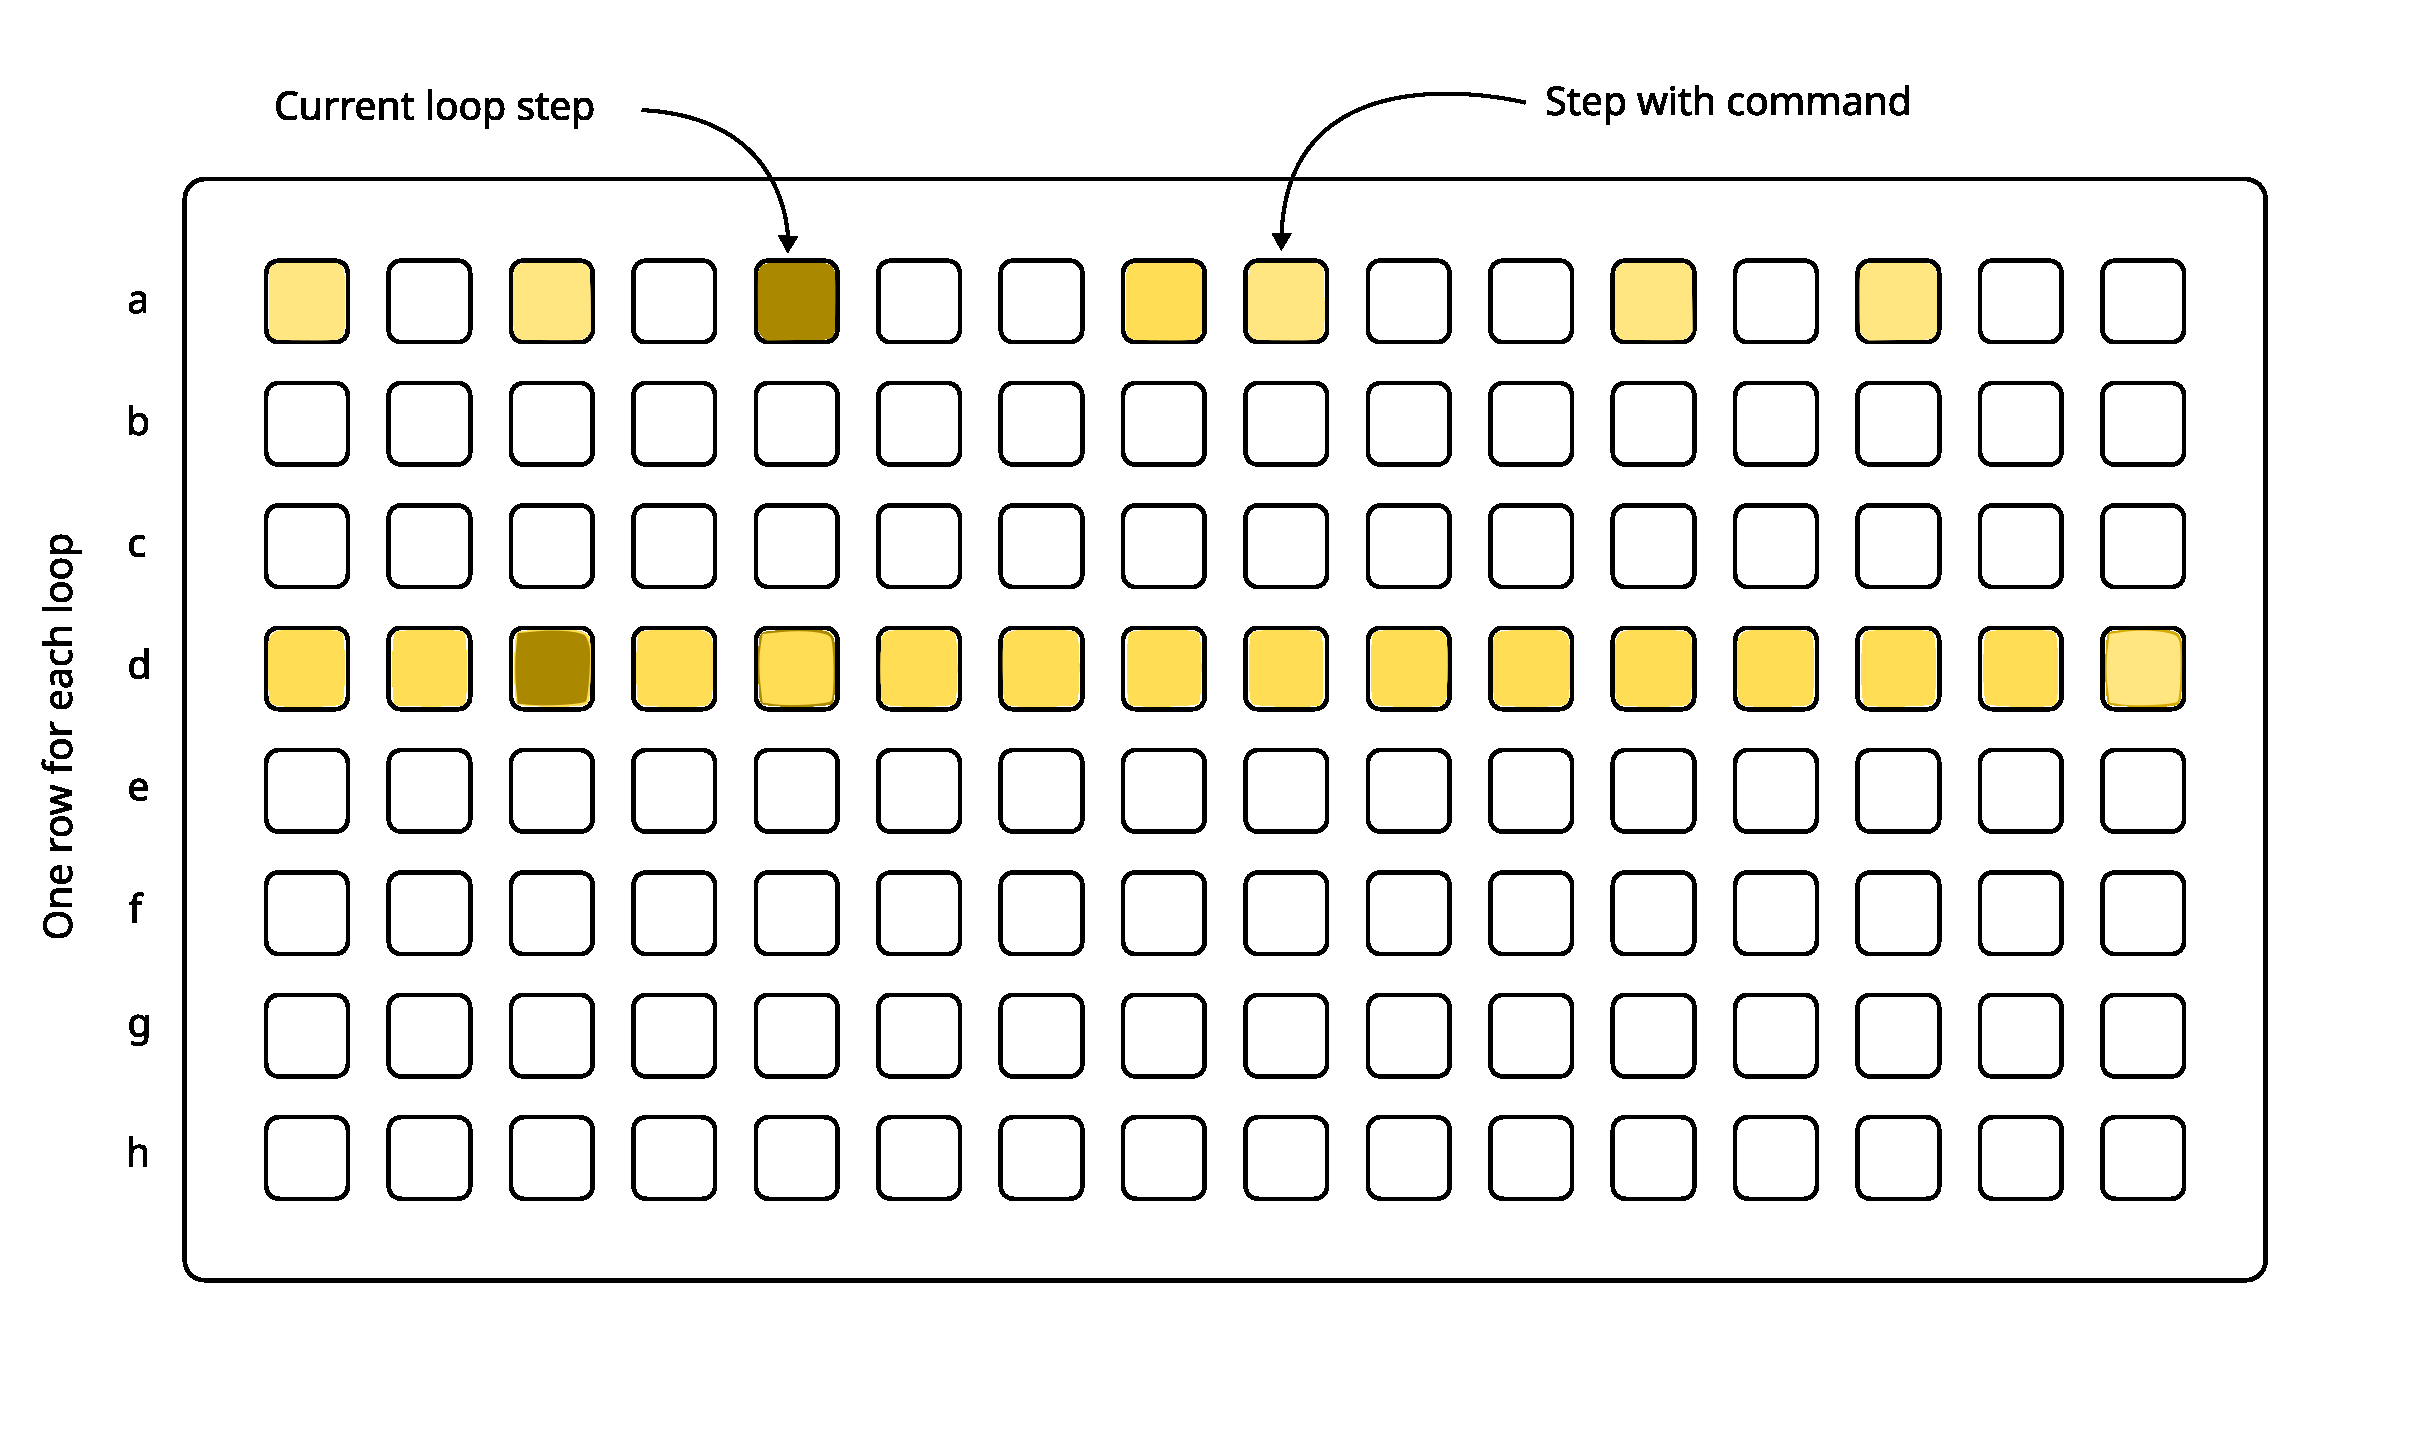 Current loop step
Step with command
One row for each loop
a
b
c
d
e
f
g
h